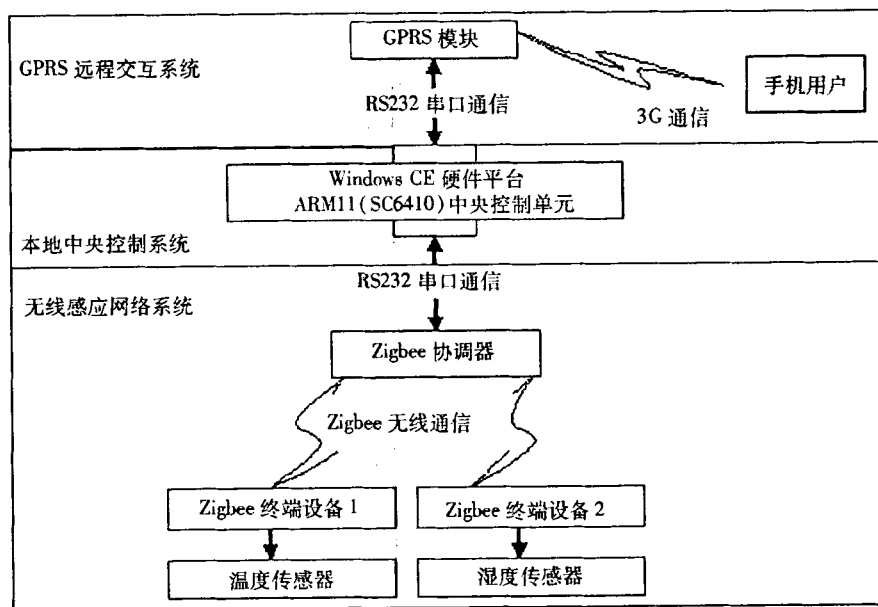 GPRS 模块
GPRS 远程交互系统
手机用户
RS232 串口通信
3G 通信
Windows CE 硬件平台
ARM11(SC6410)中央控制单元
本地中央控制系统
RS232 串口通信
无线感应网络系统
Zigbee 协调器
Zigbee 无线通信
Zigbee 终端设备 1
Zigbee 终端设备 2
温度传感器
湿度传感器